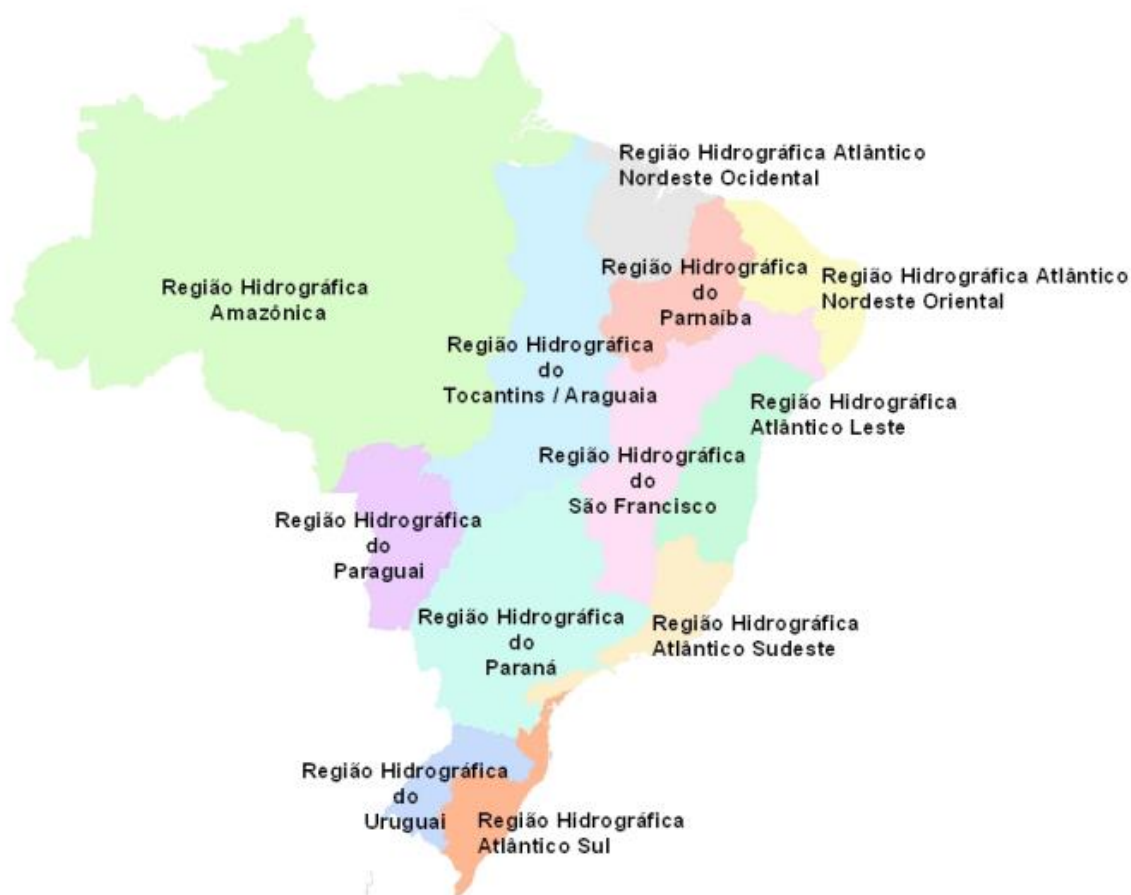 Região Hidrográfica Atlântico
Nordeste Ocidental
Região Hidrográfica
Amazônica
Região Hidrográfica
do
Parnaíba
Região Hidrográfica Atlântico
Nordeste Oriental
Região Hidrográfica
do
Tocantins / Araguaia
Região Hidrográfica
Atlântico Leste
Região Hidrográfica
do
São Francisco
Região Hidrográfica
do
Paraguai
Região Hidrográfica
do
Paraná
Região Hidrográfica
Atlântico Sudeste
Região Hidrográfica
do
Uruguai
Região Hidrográfica
Atlântico Sul